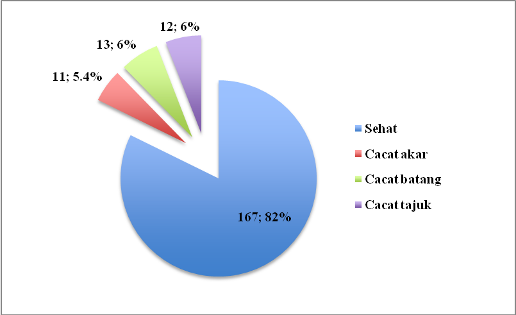 12; 6%
13; 6%
11; 5.4%
167; 82%
Sehat
Cacat akar
Cacat batang
Cacat tajuk